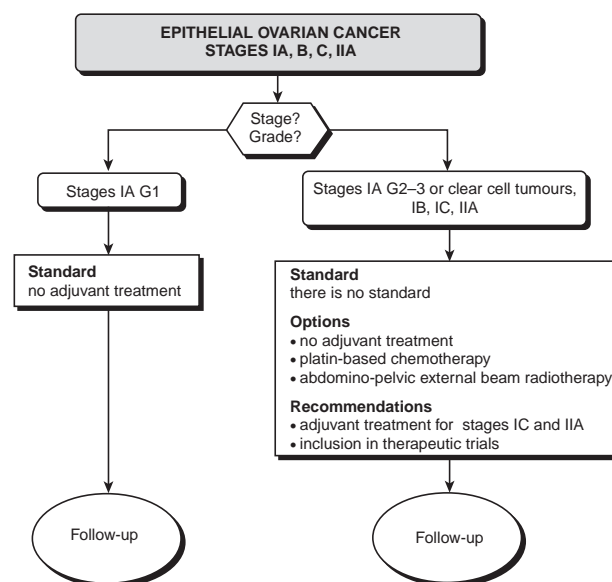 EPITHELIAL OVARIAN CANCER
STAGES IA, B, C, IIA
Stage?
Grade?
Stages IA G1
Stages IA G2–3 or clear cell tumours,
IB, IC, IIA
Standard
no adjuvant treatment
Standard
there is no standard
Options
• no adjuvant treatment
• platin-based chemotherapy
• abdomino-pelvic external beam radiotherapy
Recommendations
• adjuvant treatment for stages IC and IIA
• inclusion in therapeutic trials
Follow-up
Follow-up